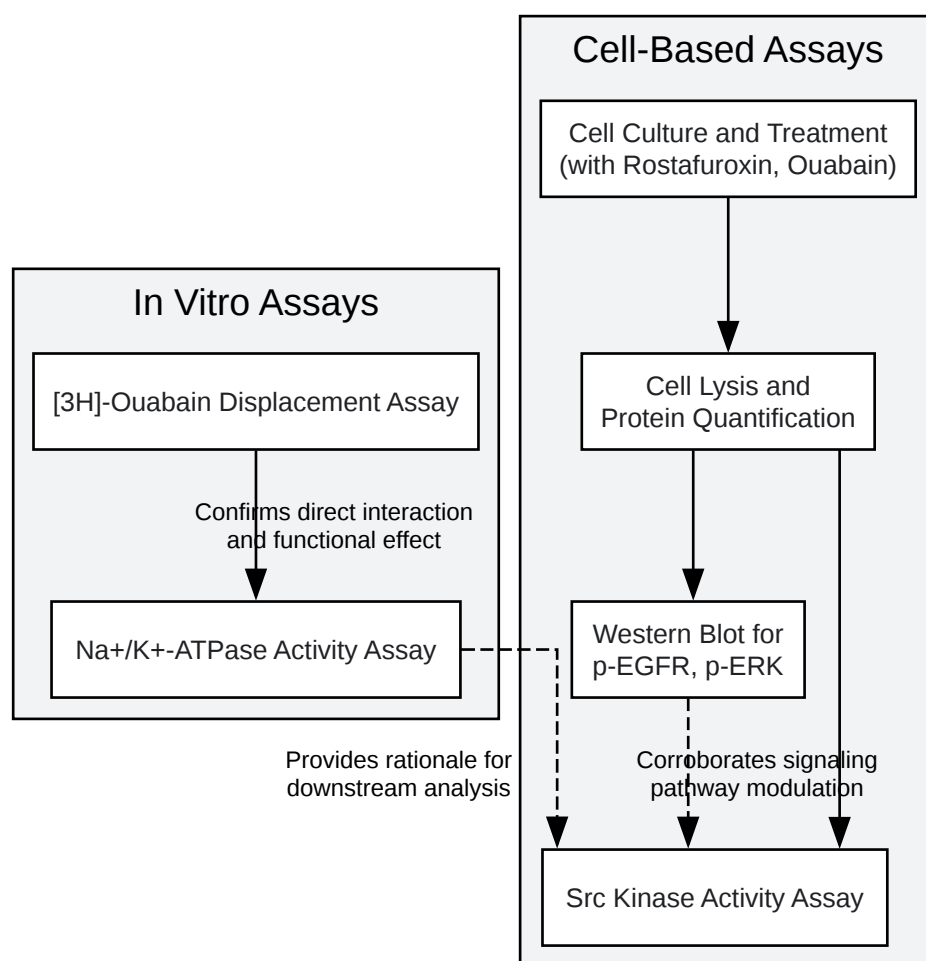 Cell-Based Assays
Cell Culture and Treatment
(with Rostafuroxin, Ouabain)
In Vitro Assays
[3H]-Ouabain Displacement Assay
Cell Lysis and
Protein Quantification
Confirms direct interaction
and functional effect
Na+/K+-ATPase Activity Assay
Western Blot for
p-EGFR, p-ERK
Provides rationale for
downstream analysis
Corroborates signaling
pathway modulation
Src Kinase Activity Assay